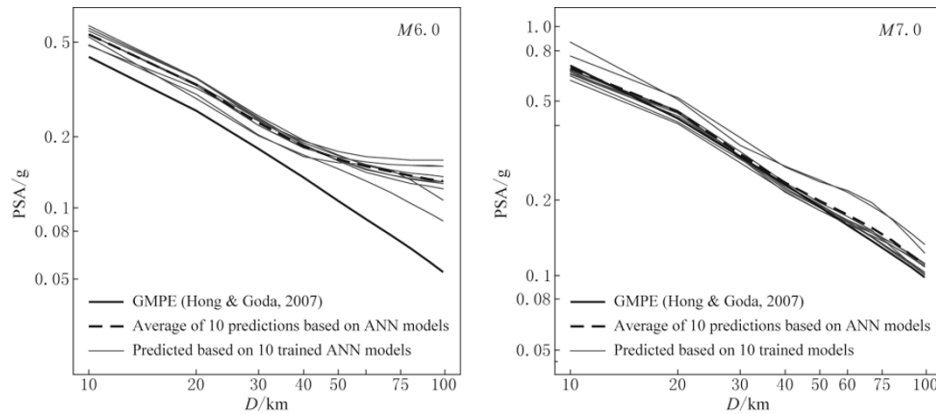 M6.0
0.5
0.2
0.1
0.08
0.05
PSA/g
GMPE (Hong & Goda, 2007)
Average of 10 predictions based on ANN models
Predicted based on 10 trained ANN models
10 20 30 40 50 75 100
D/km
M7.0
1.0
0.8
0.5
0.2
0.1
0.08
0.05
PSA/g
GMPE (Hong & Goda, 2007)
Average of 10 predictions based on ANN models
Predicted based on 10 trained models
10 20 30 40 50 60 75 100
D/km